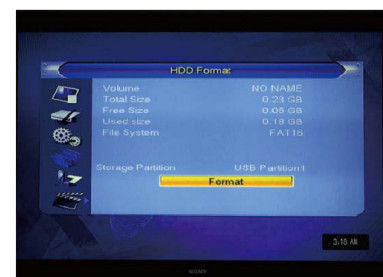 HDD Format
Volume NO NAME
Total Size 0.23 GB
Free Size 0.05 GB
Used size 0.18 GB
File System FAT16
Storage Partition USB Partition1
Format
3:10 AM
SONY